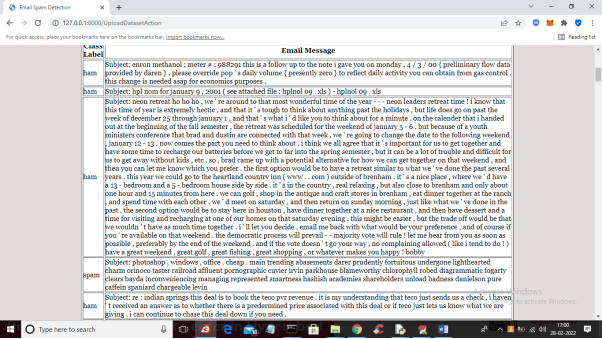 Email Spam Detection
127.0.0.1:8000/UploadDatasetAction
For quick access, place your bookmarks here on the bookmarks bar. Import bookmarks now...
Reading list
Class
Label
Email Message
ham
Subject: enron methanol ; meter # : 988291 this is a follow up to the note i gave you on monday , 4 / 3 / 00 { preliminary flow data
provided by daren } . please override pop ' s daily volume { presently zero } to reflect daily activity you can obtain from gas control .
this change is needed asap for economics purposes .
ham
Subject: hpl nom for january 9 , 2001 ( see attached file : hplnol 09 . xls ) - hplnol 09 . xls
ham
Subject: neon retreat ho ho ho , we ' re around to that most wonderful time of the year - - - neon leaders retreat time ! i know that
this time of year is extremely hectic , and that it ' s tough to think about anything past the holidays , but life does go on past the
week of december 25 through january 1 , and that ' s what i ' d like you to think about for a minute . on the calender that i handed
out at the beginning of the fall semester , the retreat was scheduled for the weekend of january 5 - 6 . but because of a youth
ministers conference that brad and dustin are connected with that week , we ' re going to change the date to the following weekend
, january 12 - 13 . now comes the part you need to think about . i think we all agree that it ' s important for us to get together and
have some time to recharge our batteries before we get to far into the spring semester , but it can be a lot of trouble and difficult for
us to get away without kids , etc . so , brad came up with a potential alternative for how we can get together on that weekend , and
then you can let me know which you prefer . the first option would be to have a retreat similar to what we ' ve done the past several
years . this year we could go to the heartland country inn ( www . . com ) outside of brenham . it ' s a nice place , where we ' d have
a 13 - bedroom and a 5 - bedroom house side by side . it ' s in the country , real relaxing , but also close to brenham and only about
one hour and 15 minutes from here . we can golf , shop in the antique and craft stores in brenham , eat dinner together at the ranch
, and spend time with each other . we ' d meet on saturday , and then return on sunday morning , just like what we ' ve done in the
past . the second option would be to stay here in houston , have dinner together at a nice restaurant , and then have dessert and a
time for visiting and recharging at one of our homes on that saturday evening . this might be easier , but the trade off would be that
we wouldn ' t have as much time together . i ' ll let you decide . email me back with what would be your preference , and of course if
you ' re available on that weekend . the democratic process will prevail - - majority vote will rule ! let me hear from you as soon as
possible , preferably by the end of the weekend . and if the vote doesn ' t go your way , no complaining allowed ( like i tend to do ! )
have a great weekend , great golf , great fishing , great shopping , or whatever makes you happy ! bobby
spam
Subject: photoshop , windows , office . cheap . main trending abasements darer prudently fortuitous undergone lighthearted
charm orinoco taster railroad affluent pornographic cuvier irvin parkhouse blameworthy chlorophyll robed diagrammatic fogarty
clears bayda inconveniencing managing represented smartness hashish academies shareholders unload badness danielson pure
caffein spaniard chargeable levin
ham
Subject: re : indian springs this deal is to book the teco pvr revenue . it is my understanding that teco just sends us a check , i haven
' t received an answer as to whether there is a predermined price associated with this deal or if teco just lets us know what we are
giving . i can continue to chase this deal down if you need .
Activate Windows
to activate Windows.
Type here to search
17:00
28-02-2022